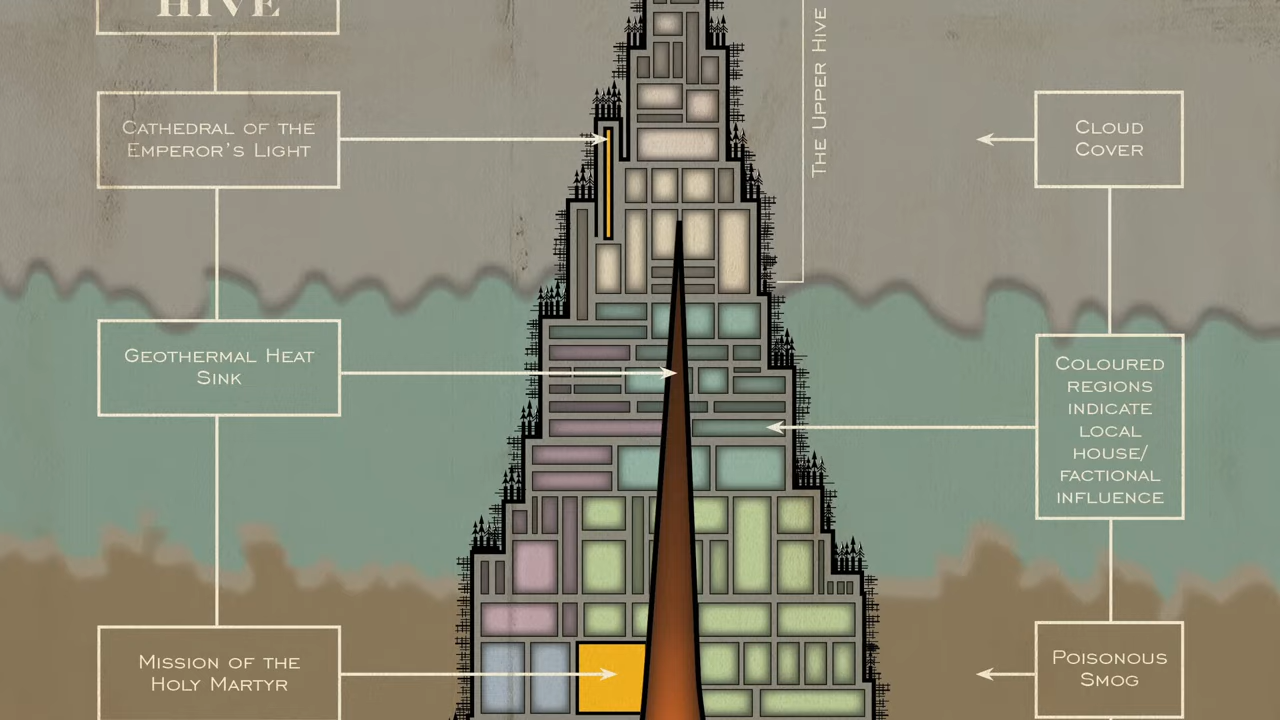 HIVE
CATHEDRAL OF THE
EMPEROR'S LIGHT
GEOTHERMAL HEAT
SINK
MISSION OF THE
HOLY MARTYR
THE UPPER HIVE
CLOUD
COVER
COLOURED
REGIONS
INDICATE
LOCAL
HOUSE/
FACTIONAL
INFLUENCE
POISONOUS
SMOG